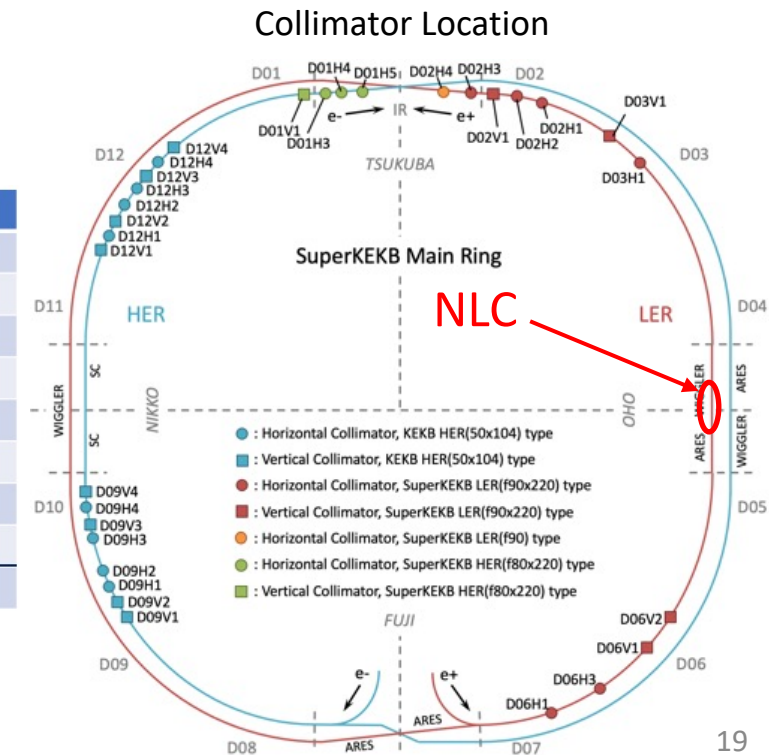 Collimator Location
D01
D01H4
D01H5
D02H4
D02H3
D02
D01V1
D01H3
e-
IR
e+
D02V1
D02H2
D02H1
D03V1
D03H1
D03
TSUKUBA
D12
D12V4
D12H4
D12V3
D12H3
D12H2
D12V2
D12H1
D12V1
SuperKEKB Main Ring
D11
HER
NLC
LER
D04
WIGGLER
SC
SC
NIKKO
OHO
WIGGLER
ARES
ARES
WIGGLER
: Horizontal Collimator, KEKB HER(50x104) type
: Vertical Collimator, KEKB HER(50x104) type
: Horizontal Collimator, SuperKEKB LER(f90x220) type
: Vertical Collimator, SuperKEKB LER(f90x220) type
: Horizontal Collimator, SuperKEKB LER(f90) type
: Horizontal Collimator, SuperKEKB HER(f80x220) type
: Vertical Collimator, SuperKEKB HER(f80x220) type
D10
D09V4
D09H4
D09V3
D09H3
D09H2
D09H1
D09V2
D09V1
D05
FUJI
D06V2
D06V1
D06H3
D06H1
D06
D09
e-
e+
D08
ARES
ARES
D07
19